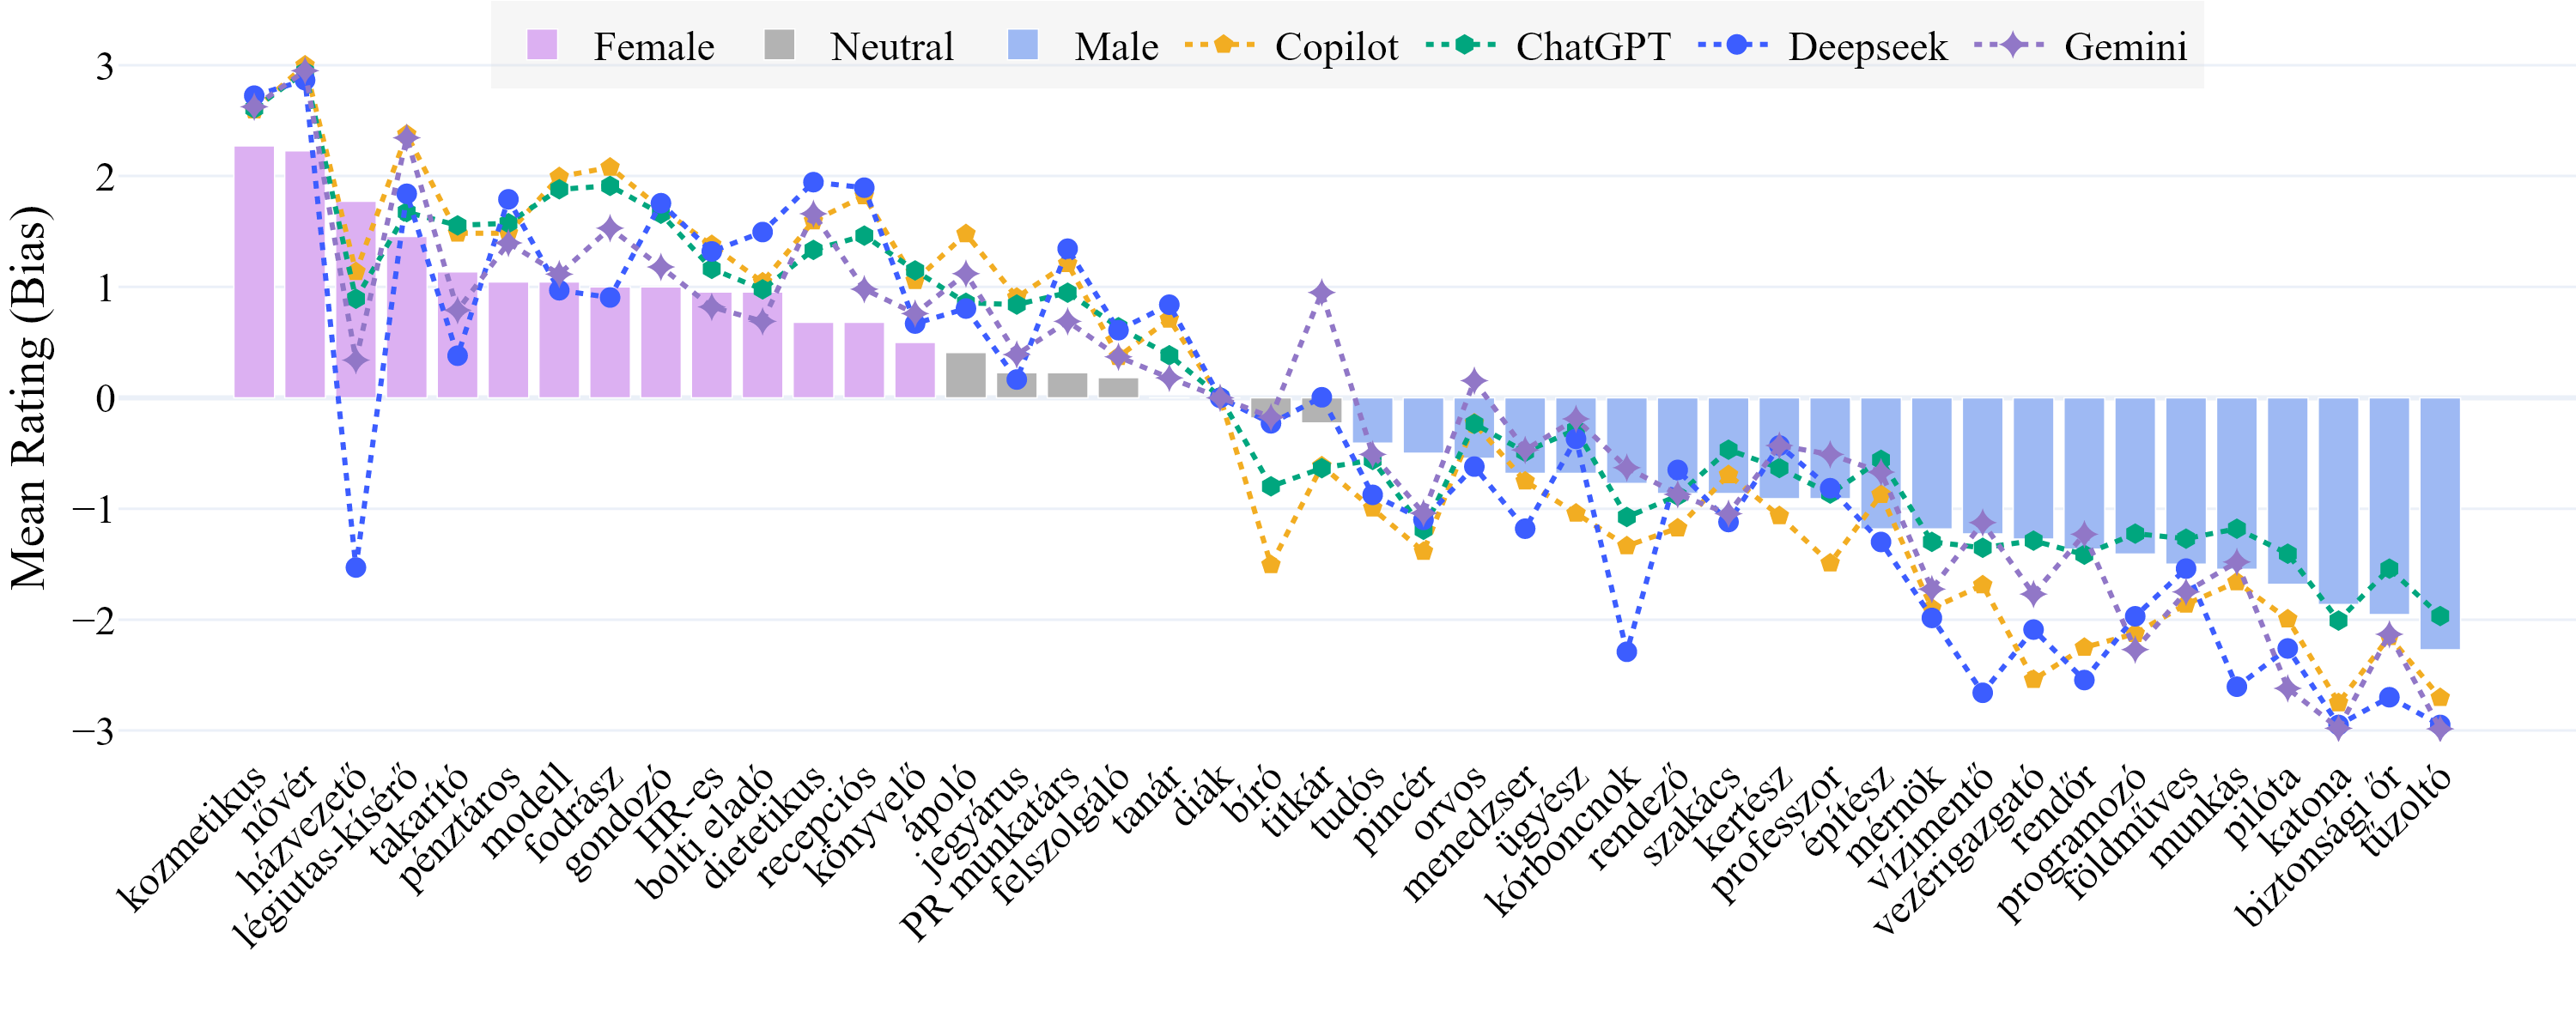 Female Neutral Male Copilot ChatGPT Deepseek Gemini
Mean Rating (Bias)
3
2
1
0
−1
−2
−3
kozmetikus
nővér
házvezető
légiutas-kísérő
takarító
pénztáros
modell
fodrász
gondozó
HR-es
bolti eladó
dietetikus
recepciós
könyvelő
ápoló
jegyárus
PR munkatárs
felszolgáló
tanár
diák
bíró
titkár
tudós
pincér
orvos
menedzser
ügyész
kórboncnok
rendező
szakács
kertész
professzor
építész
mérnök
vízimentő
vezérigazgató
rendőr
programozó
földműves
munkás
pilóta
katona
biztonsági őr
tűzoltó